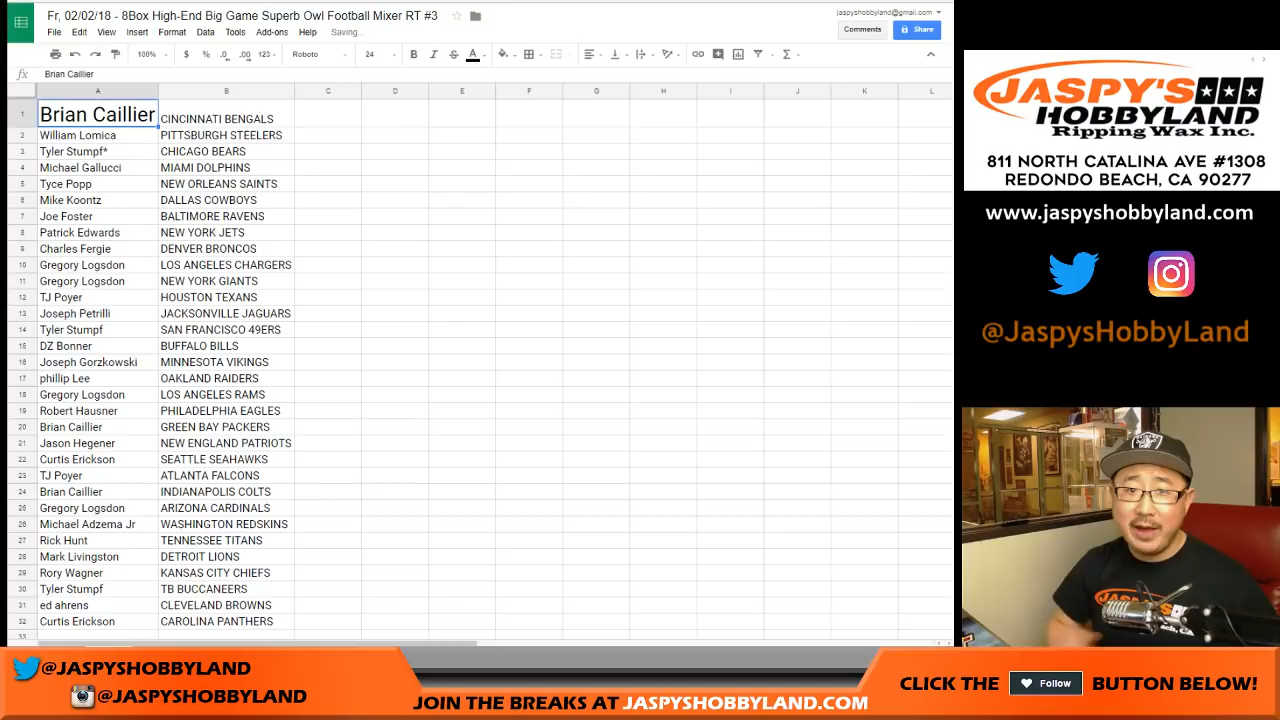 Fr, 02/02/18 - 8Box High-End Big Game Superb Owl Football Mixer RT #3
jaspyshobbyland@gmail.com
File Edit View Insert Format Data Tools Add-ons Help Saving...
Comments
Share
100% $ % .0 .00 123 Roboto 24 B I S A
fx Brian Caillier
A B C D E F G H I J K L
1 Brian Caillier CINCINNATI BENGALS
2 William Lomica PITTSBURGH STEELERS
3 Tyler Stumpf* CHICAGO BEARS
4 Michael Gallucci MIAMI DOLPHINS
5 Tyce Popp NEW ORLEANS SAINTS
6 Mike Koontz DALLAS COWBOYS
7 Joe Foster BALTIMORE RAVENS
8 Patrick Edwards NEW YORK JETS
9 Charles Fergie DENVER BRONCOS
10 Gregory Logsdon LOS ANGELES CHARGERS
11 Gregory Logsdon NEW YORK GIANTS
12 TJ Poyer HOUSTON TEXANS
13 Joseph Petrilli JACKSONVILLE JAGUARS
14 Tyler Stumpf SAN FRANCISCO 49ERS
15 DZ Bonner BUFFALO BILLS
16 Joseph Gorzkowski MINNESOTA VIKINGS
17 phillip Lee OAKLAND RAIDERS
18 Gregory Logsdon LOS ANGELES RAMS
19 Robert Hausner PHILADELPHIA EAGLES
20 Brian Caillier GREEN BAY PACKERS
21 Jason Hegener NEW ENGLAND PATRIOTS
22 Curtis Erickson SEATTLE SEAHAWKS
23 TJ Poyer ATLANTA FALCONS
24 Brian Caillier INDIANAPOLIS COLTS
25 Gregory Logsdon ARIZONA CARDINALS
26 Michael Adzema Jr WASHINGTON REDSKINS
27 Rick Hunt TENNESSEE TITANS
28 Mark Livingston DETROIT LIONS
29 Rory Wagner KANSAS CITY CHIEFS
30 Tyler Stumpf TB BUCCANEERS
31 ed ahrens CLEVELAND BROWNS
32 Curtis Erickson CAROLINA PANTHERS
33
JASPY'S
HOBBYLAND
Ripping Wax Inc.
811 NORTH CATALINA AVE #1308
REDONDO BEACH, CA 90277
www.jaspyshobbyland.com
@JaspysHobbyLand
@JASPYSHOBBYLAND
@JASPYSHOBBYLAND
JOIN THE BREAKS AT JASPYSHOBBYLAND.COM
CLICK THE Follow BUTTON BELOW!